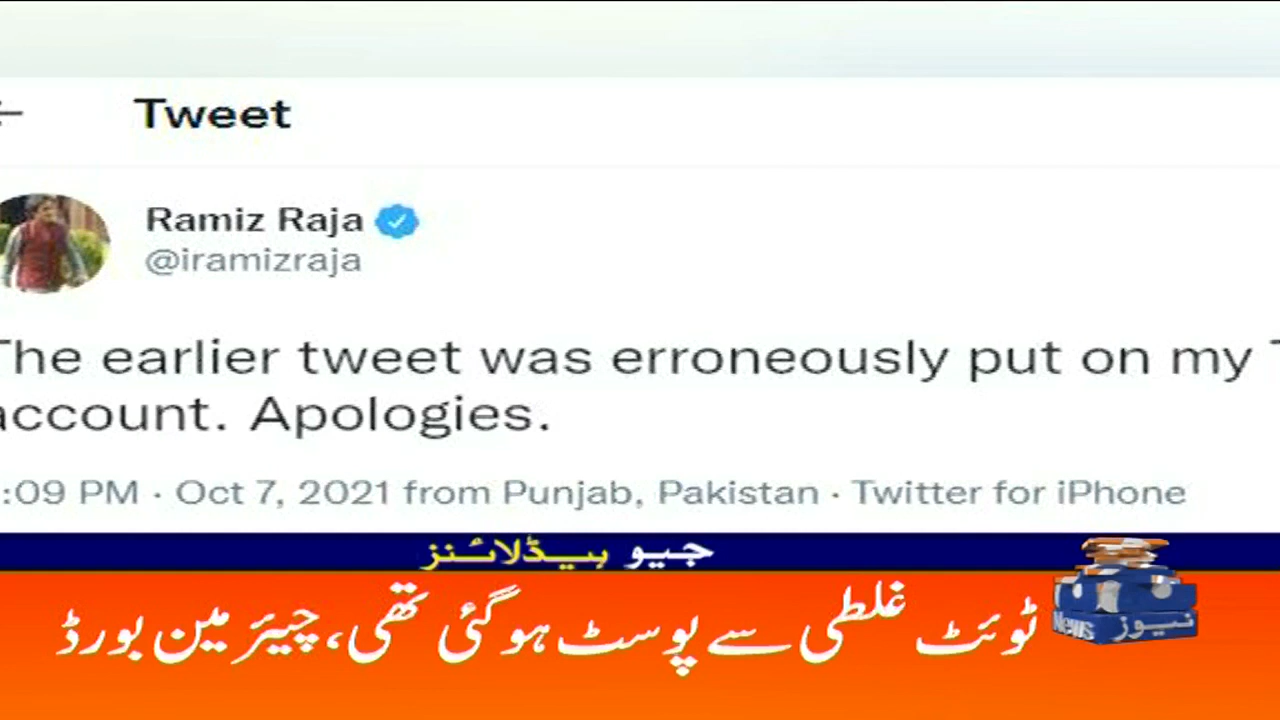 Tweet
Ramiz Raja
@iramizraja
The earlier tweet was erroneously put on my
account. Apologies.
:09 PM · Oct 7, 2021 from Punjab, Pakistan · Twitter for iPhone
جیو ہیڈلائنز
ٹوئٹ غلطی سے پوسٹ ہوگئی تھی، چیئرمین بورڈ
News نیوز